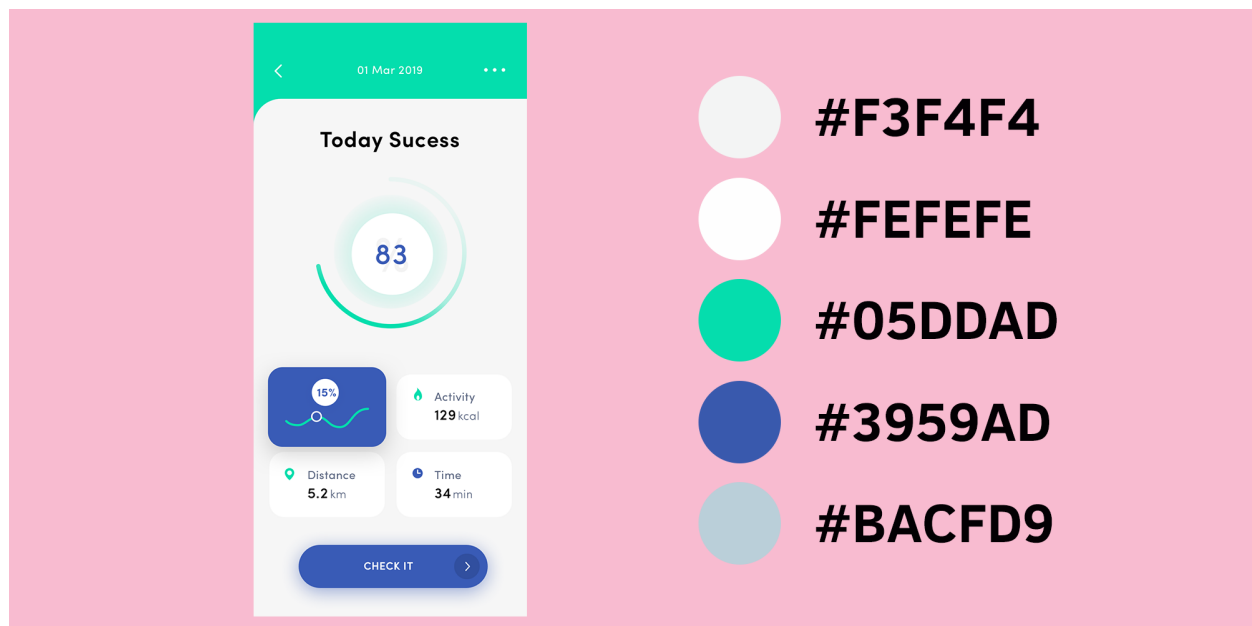 01 Mar 2019
Today Sucess
83
%
15%
Activity
129 kcal
Distance
5.2 km
Time
34 min
CHECK IT
#F3F4F4
#FEFEFE
#05DDAD
#3959AD
#BACFD9